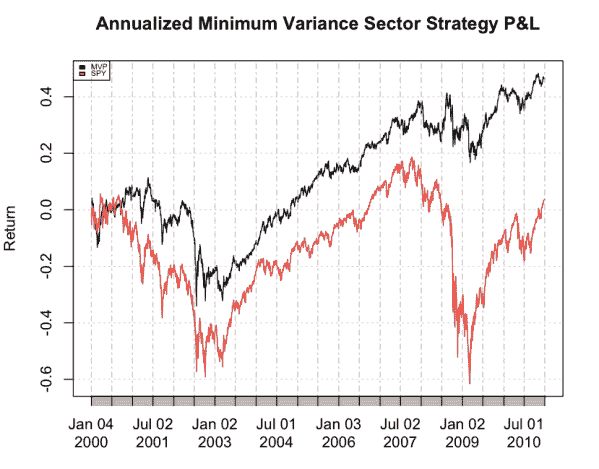 Annualized Minimum Variance Sector Strategy P&L
MVP
SPY
Return
0.4
0.2
0.0
-0.2
-0.4
-0.6
Jan 04 Jul 02 Jan 02 Jul 01 Jan 03 Jul 02 Jan 02 Jul 01
2000 2001 2003 2004 2006 2007 2009 2010